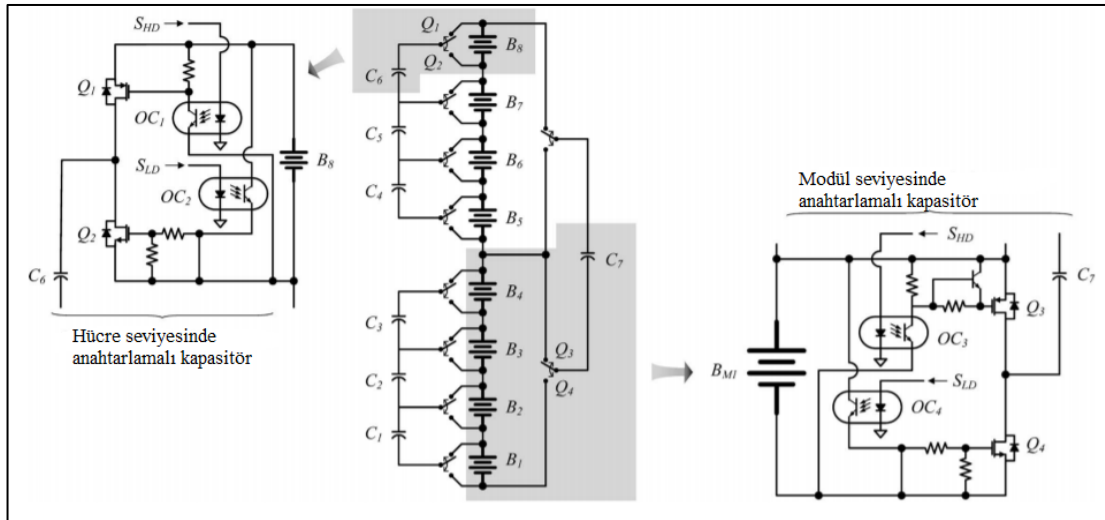 S_HD
Q_1
OC_1
S_LD
OC_2
B_8
Q_2
C_6
Hücre seviyesinde
anahtarlamalı kapasitör
Q_1
Q_2
B_8
C_6
B_7
C_5
B_6
C_4
B_5
C_7
B_4
C_3
Q_3
B_3
Q_4
C_2
B_2
C_1
B_1
Modül seviyesinde
anahtarlamalı kapasitör
S_HD
C_7
Q_3
OC_3
B_M1
S_LD
OC_4
Q_4